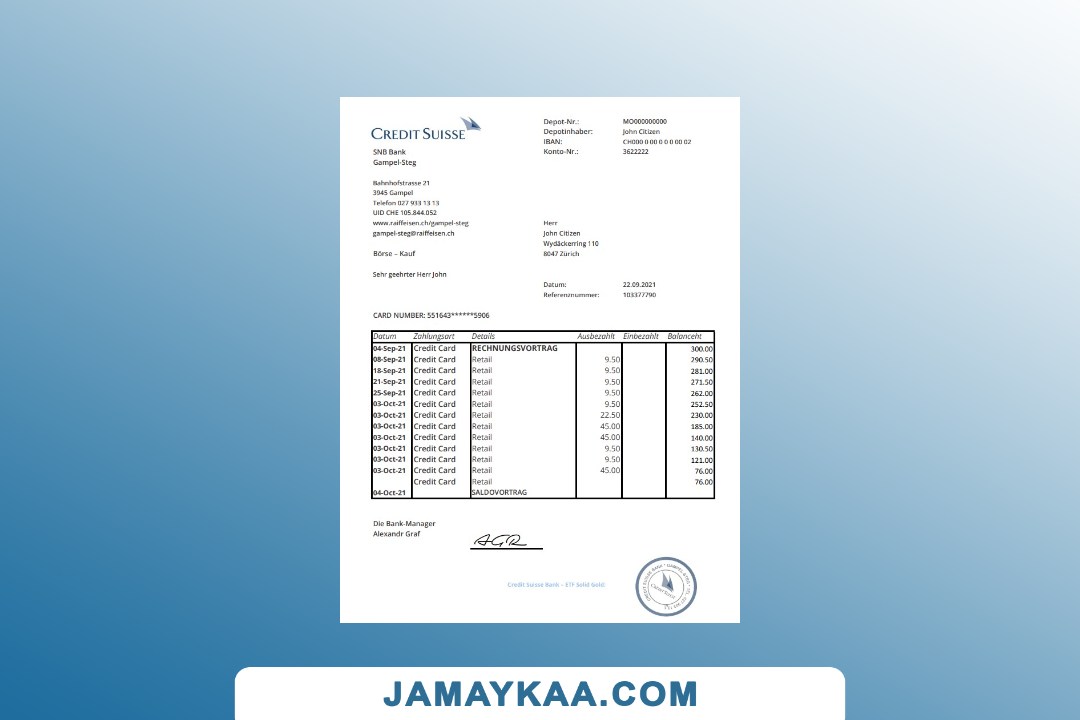 CREDIT SUISSE
SNB Bank
Gampel-Steg
Bahnhofstrasse 21
3945 Gampel
Telefon 027 933 13 13
UID CHE 105.844.052
www.raiffeisen.ch/gampel-steg
gampel-steg@raiffeisen.ch
Börse – Kauf
Sehr geehrter Herr John
Depot-Nr.: MO000000000
Depotinhaber: John Citizen
IBAN: CH000 0 00 0 0 0 00 02
Konto-Nr.: 3622222
Herr
John Citizen
Wydäckerring 110
8047 Zürich
Datum: 22.09.2021
Referenznummer: 103377790
CARD NUMBER: 551643******5906
Datum Zahlungsart Details Ausbezahlt Einbezahlt Balanceht
04-Sep-21 Credit Card RECHNUNGSVORTRAG 300.00
08-Sep-21 Credit Card Retail 9.50 290.50
18-Sep-21 Credit Card Retail 9.50 281.00
21-Sep-21 Credit Card Retail 9.50 271.50
25-Sep-21 Credit Card Retail 9.50 262.00
03-Oct-21 Credit Card Retail 9.50 252.50
03-Oct-21 Credit Card Retail 22.50 230.00
03-Oct-21 Credit Card Retail 45.00 185.00
03-Oct-21 Credit Card Retail 45.00 140.00
03-Oct-21 Credit Card Retail 9.50 130.50
03-Oct-21 Credit Card Retail 9.50 121.00
03-Oct-21 Credit Card Retail 45.00 76.00
Credit Card Retail 76.00
04-Oct-21 SALDOVORTRAG
Die Bank-Manager
Alexandr Graf
AGR
Credit Suisse Bank – ETF Solid Gold
CREDIT SUISSE BANK * GAMPEL-STEG
CREDIT SUISSE
JAMAYKAA.COM